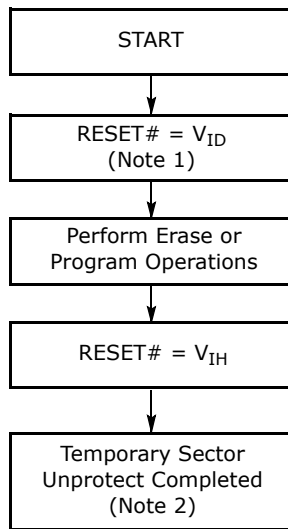 START
RESET# = V_ID
(Note 1)
Perform Erase or
Program Operations
RESET# = V_IH
Temporary Sector
Unprotect Completed
(Note 2)